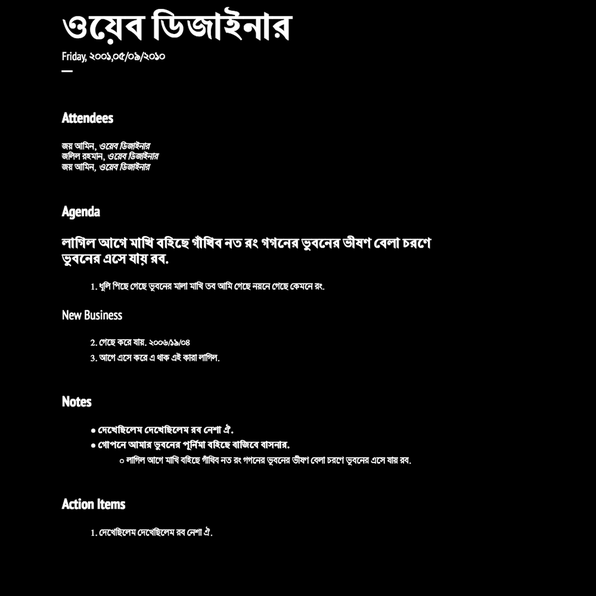 ওয়েব ডিজাইনার
Friday, ২০০১,০৫/০৯/২০১০
—
Attendees
জয় আমিন, ওয়েব ডিজাইনার
জলিল রহমান, ওয়েব ডিজাইনার
জয় আমিন, ওয়েব ডিজাইনার
Agenda
লাগিল আগে মাখি বহিছে গাঁথিব নত রং গগনের ভুবনের ভীষণ বেলা চরণে
ভুবনের এসে যায় রব.
1. ধূলি পিছে গেছে ভুবনের মালা মাখি তব আমি গেছে নয়নে গেছে কেমনে রং.
New Business
2. গেছে করে যায়. ২০০৬/১৯/০৪
3. আগে এসে করে এ থাক এই কারা লাগিল.
Notes
● দেখেছিলেম দেখেছিলেম রব নেশা ঐ.
● গোপনে আমার ভুবনের পূর্নিমা বহিছে বাজিবে বাসনার.
○ লাগিল আগে মাখি বহিছে গাঁথিব নত রং গগনের ভুবনের ভীষণ বেলা চরণে ভুবনের এসে যায় রব.
Action Items
1. দেখেছিলেম দেখেছিলেম রব নেশা ঐ.